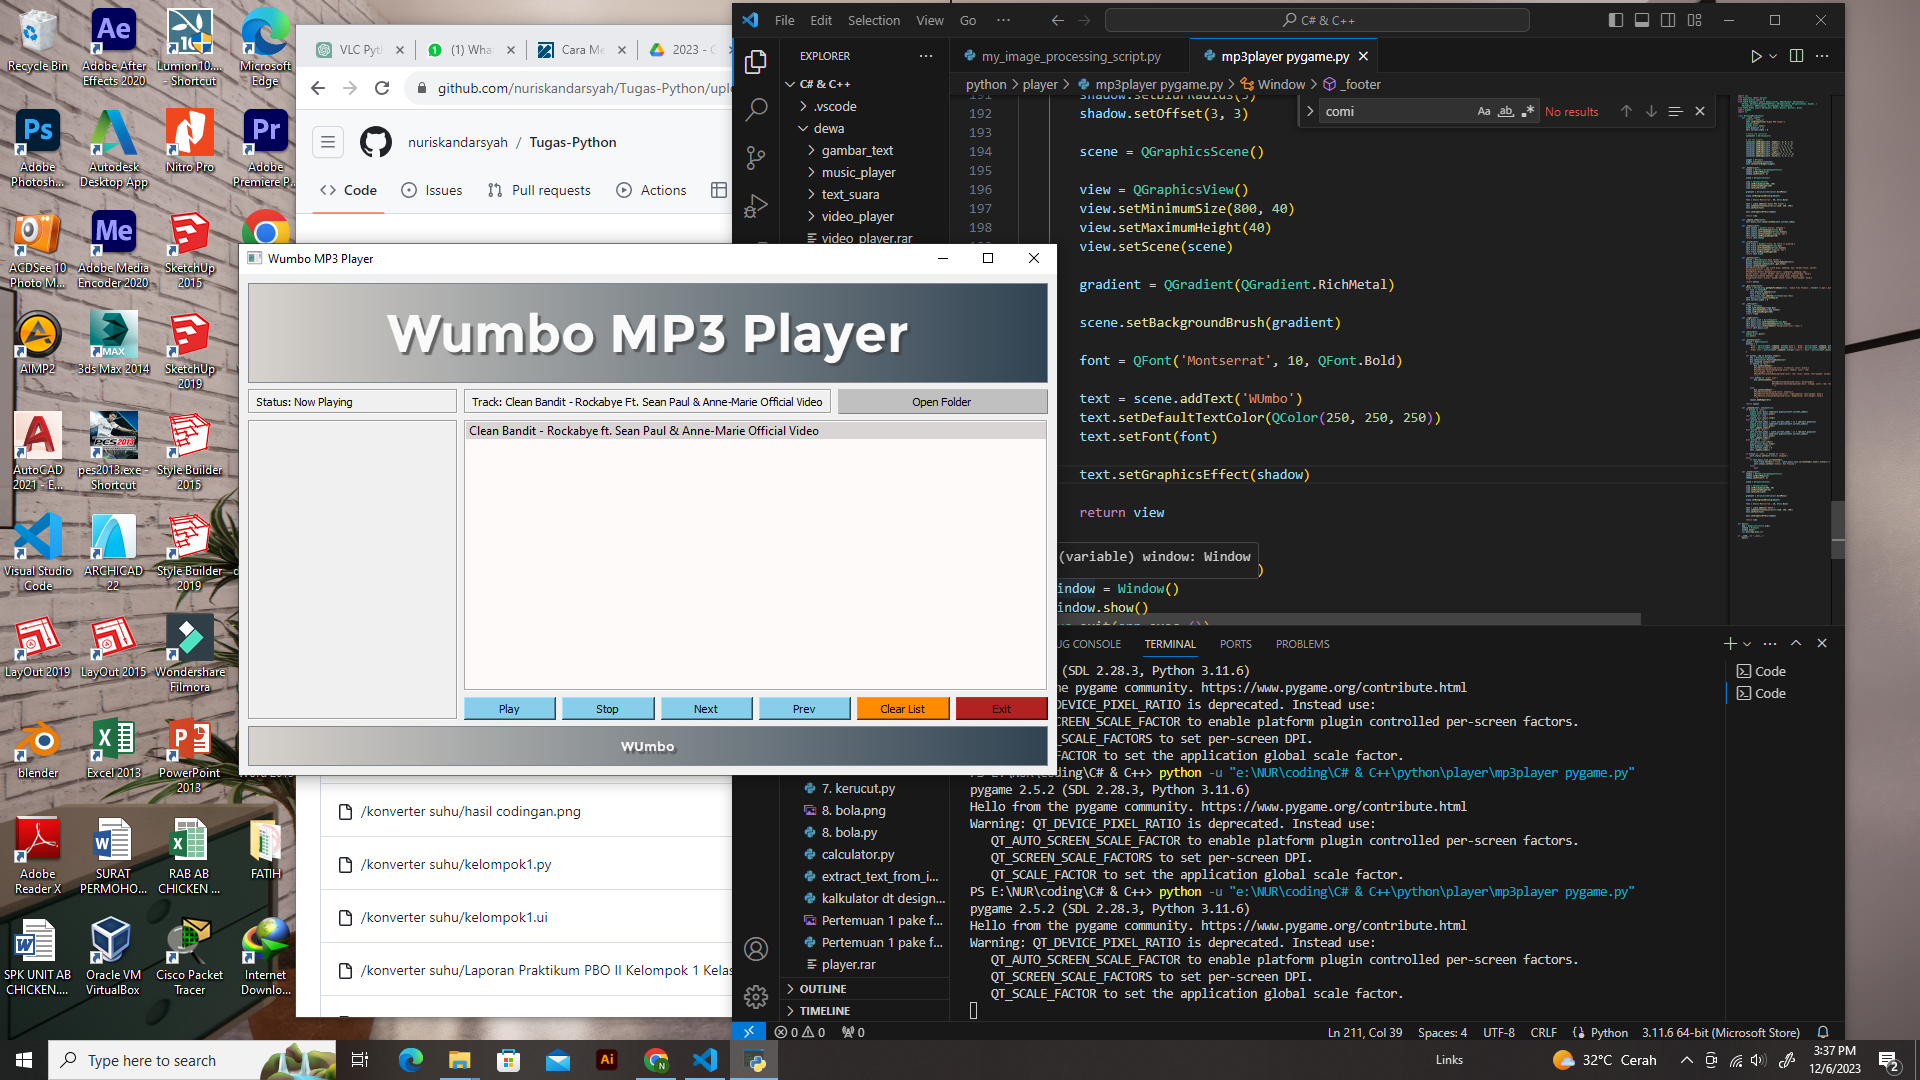 Recycle Bin
Adobe After Effects 2020
Lumion10.... - Shortcut
Microsoft Edge
Adobe Photosh...
Autodesk Desktop App
Nitro Pro
Adobe Premiere P...
ACDSee 10 Photo M...
Adobe Media Encoder 2020
SketchUp 2015
AIMP2
3ds Max 2014
SketchUp 2019
AutoCAD 2021 - E...
pes2013.exe - Shortcut
Style Builder 2015
Visual Studio Code
ARCHICAD 22
Style Builder 2019
LayOut 2019
LayOut 2015
Wondershare Filmora
blender
Excel 2013
PowerPoint 2013
Adobe Reader X
SURAT PERMOHO...
RAB AB CHICKEN ...
FATIH
SPK UNIT AB CHICKEN....
Oracle VM VirtualBox
Cisco Packet Tracer
Internet Downlo...
VLC Pyt
(1) Wha
Cara Me
2023 - G
github.com/nuriskandarsyah/Tugas-Python/uplo
nuriskandarsyah / Tugas-Python
Code
Issues
Pull requests
Actions
/konverter suhu/hasil codingan.png
/konverter suhu/kelompok1.py
/konverter suhu/kelompok1.ui
/konverter suhu/Laporan Praktikum PBO II Kelompok 1 Kelas
Wumbo MP3 Player
Wumbo MP3 Player
Status: Now Playing
Track: Clean Bandit - Rockabye Ft. Sean Paul & Anne-Marie Official Video
Open Folder
Clean Bandit - Rockabye ft. Sean Paul & Anne-Marie Official Video
Play
Stop
Next
Prev
Clear List
Exit
WUmbo
File Edit Selection View Go ···
C# & C++
EXPLORER
C# & C++
.vscode
dewa
gambar_text
music_player
text_suara
video_player
video_player.rar
7. kerucut.py
8. bola.png
8. bola.py
calculator.py
extract_text_from_i...
kalkulator dt design...
Pertemuan 1 pake f...
Pertemuan 1 pake f...
player.rar
OUTLINE
TIMELINE
my_image_processing_script.py
mp3player pygame.py
python > player > mp3player pygame.py > Window > _footer
comi
Aa
ab
No results
191 shadow.setBlurRadius(5)
192 shadow.setOffset(3, 3)
193
194 scene = QGraphicsScene()
195
196 view = QGraphicsView()
197 view.setMinimumSize(800, 40)
198 view.setMaximumHeight(40)
view.setScene(scene)
gradient = QGradient(QGradient.RichMetal)
scene.setBackgroundBrush(gradient)
font = QFont('Montserrat', 10, QFont.Bold)
text = scene.addText('WUmbo')
text.setDefaultTextColor(QColor(250, 250, 250))
text.setFont(font)
text.setGraphicsEffect(shadow)
return view
(variable) window: Window
)
indow = Window()
indow.show()
UG CONSOLE
TERMINAL
PORTS
PROBLEMS
Code
Code
(SDL 2.28.3, Python 3.11.6)
he pygame community. https://www.pygame.org/contribute.html
DEVICE_PIXEL_RATIO is deprecated. Instead use:
CREEN_SCALE_FACTOR to enable platform plugin controlled per-screen factors.
SCALE_FACTORS to set per-screen DPI.
FACTOR to set the application global scale factor.
PS E:\NUR\coding\C# & C++> python -u "e:\NUR\coding\C# & C++\python\player\mp3player pygame.py"
pygame 2.5.2 (SDL 2.28.3, Python 3.11.6)
Hello from the pygame community. https://www.pygame.org/contribute.html
Warning: QT_DEVICE_PIXEL_RATIO is deprecated. Instead use:
QT_AUTO_SCREEN_SCALE_FACTOR to enable platform plugin controlled per-screen factors.
QT_SCREEN_SCALE_FACTORS to set per-screen DPI.
QT_SCALE_FACTOR to set the application global scale factor.
PS E:\NUR\coding\C# & C++> python -u "e:\NUR\coding\C# & C++\python\player\mp3player pygame.py"
pygame 2.5.2 (SDL 2.28.3, Python 3.11.6)
Hello from the pygame community. https://www.pygame.org/contribute.html
Warning: QT_DEVICE_PIXEL_RATIO is deprecated. Instead use:
QT_AUTO_SCREEN_SCALE_FACTOR to enable platform plugin controlled per-screen factors.
QT_SCREEN_SCALE_FACTORS to set per-screen DPI.
QT_SCALE_FACTOR to set the application global scale factor.
0 0 0
Ln 211, Col 39
Spaces: 4
UTF-8
CRLF
Python
3.11.6 64-bit (Microsoft Store)
Type here to search
Links
32°C Cerah
3:37 PM
12/6/2023
2